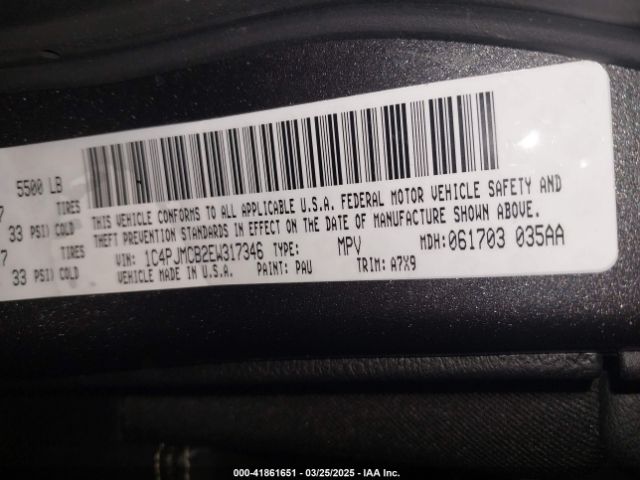 5500 LB
7 TIRES
33 PSI) COLD
7 TIRES
33 PSI) COLD
THIS VEHICLE CONFORMS TO ALL APPLICABLE U.S.A. FEDERAL MOTOR VEHICLE SAFETY AND
THEFT PREVENTION STANDARDS IN EFFECT ON THE DATE OF MANUFACTURE SHOWN ABOVE.
VIN: 1C4PJMCB2EW317346 TYPE: MPV MDH: 061703 035AA
VEHICLE MADE IN U.S.A. PAINT: PAU TRIM: A7X9
000-41861651 | 03/25/2025 | IAA Inc.